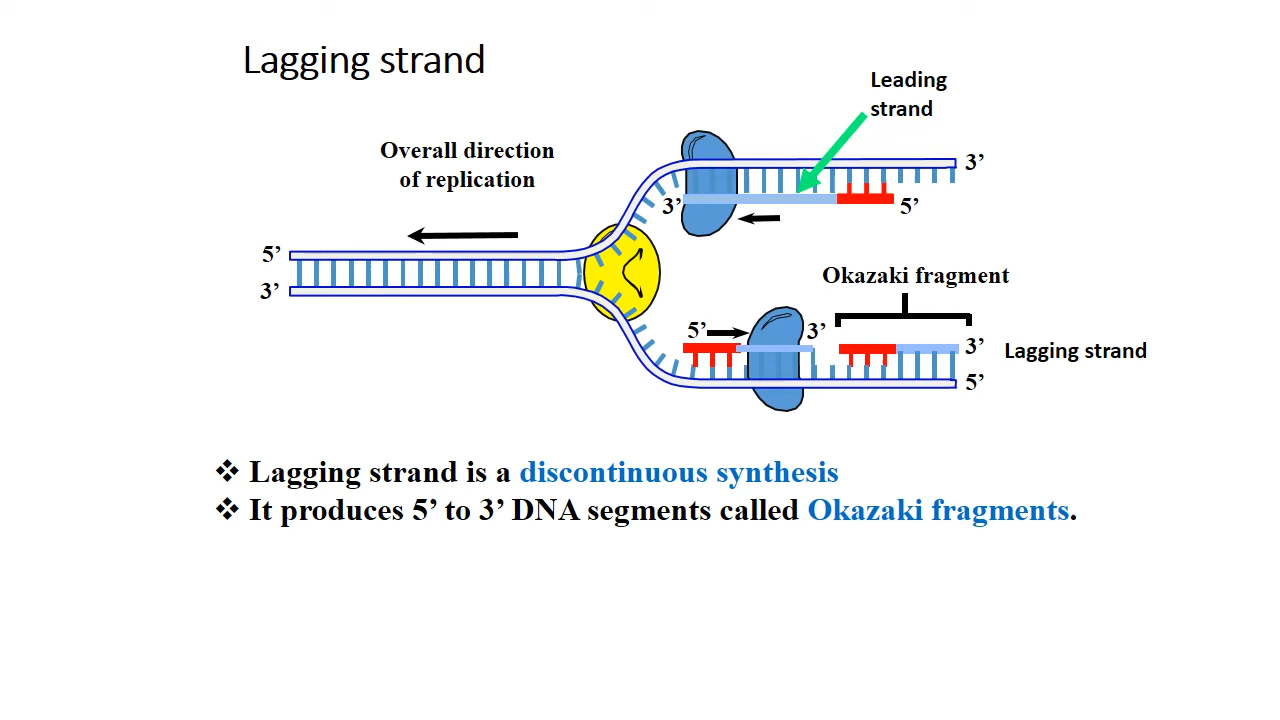 Lagging strand
Leading
strand
Overall direction
of replication
3’
3’
5’
5’
3’
Okazaki fragment
5’
3’
3’
Lagging strand
5’
❖ Lagging strand is a discontinuous synthesis
❖ It produces 5’ to 3’ DNA segments called Okazaki fragments.